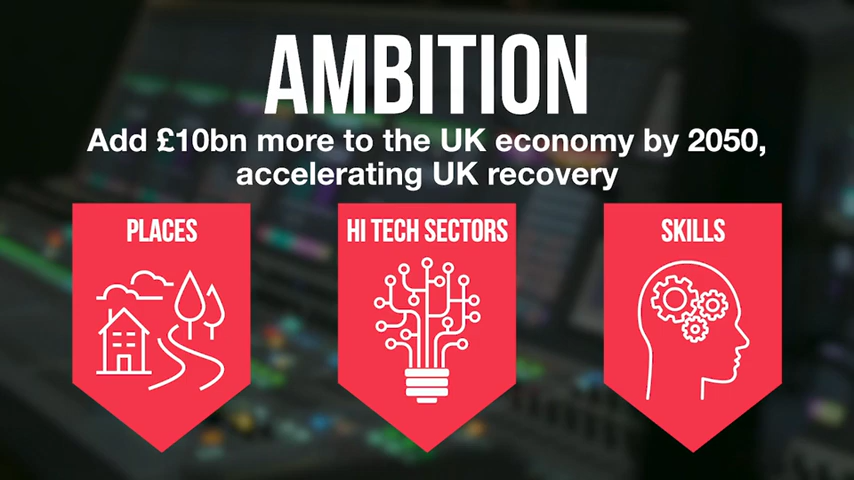 AMBITION
Add £10bn more to the UK economy by 2050,
accelerating UK recovery
PLACES
HI TECH SECTORS
SKILLS